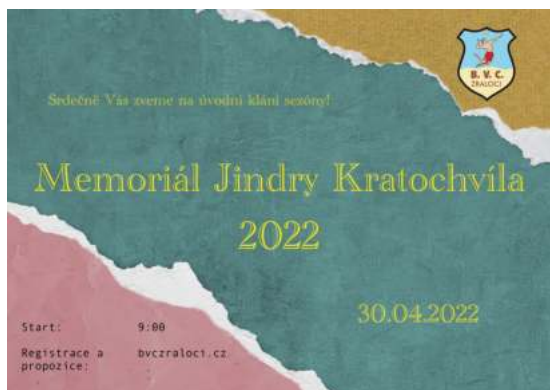 B. V. C.
ZRALOCI
Srdečně Vás zveme na úvodní klání sezóny!
Memoriál Jindry Kratochvíla
2022
30.04.2022
Start: 9:00
Registrace a bvczraloci.cz
propozice: